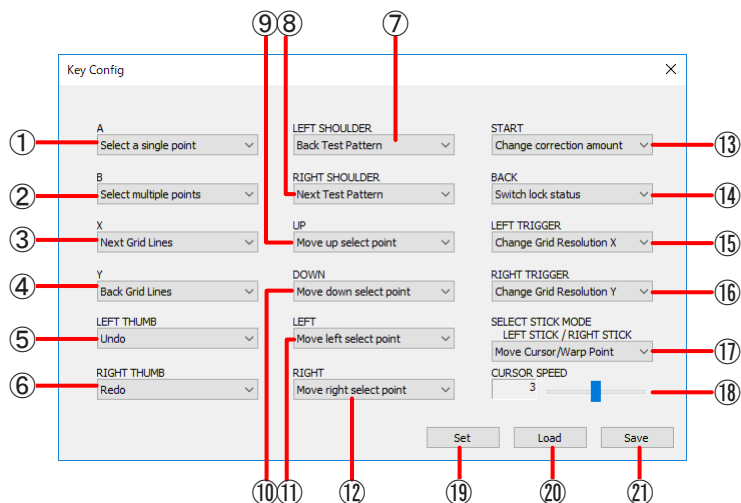 ⑨ ⑧ ⑦
Key Config
A
① Select a single point
B
② Select multiple points
X
③ Next Grid Lines
Y
④ Back Grid Lines
LEFT THUMB
⑤ Undo
RIGHT THUMB
⑥ Redo
LEFT SHOULDER
Back Test Pattern
RIGHT SHOULDER
Next Test Pattern
UP
Move up select point
DOWN
Move down select point
LEFT
Move left select point
RIGHT
Move right select point
START
Change correction amount ⑬
BACK
Switch lock status ⑭
LEFT TRIGGER
Change Grid Resolution X ⑮
RIGHT TRIGGER
Change Grid Resolution Y ⑯
SELECT STICK MODE
LEFT STICK / RIGHT STICK
Move Cursor/Warp Point ⑰
CURSOR SPEED
3 ⑱
Set Load Save
⑩ ⑪ ⑫ ⑲ ⑳ ㉑